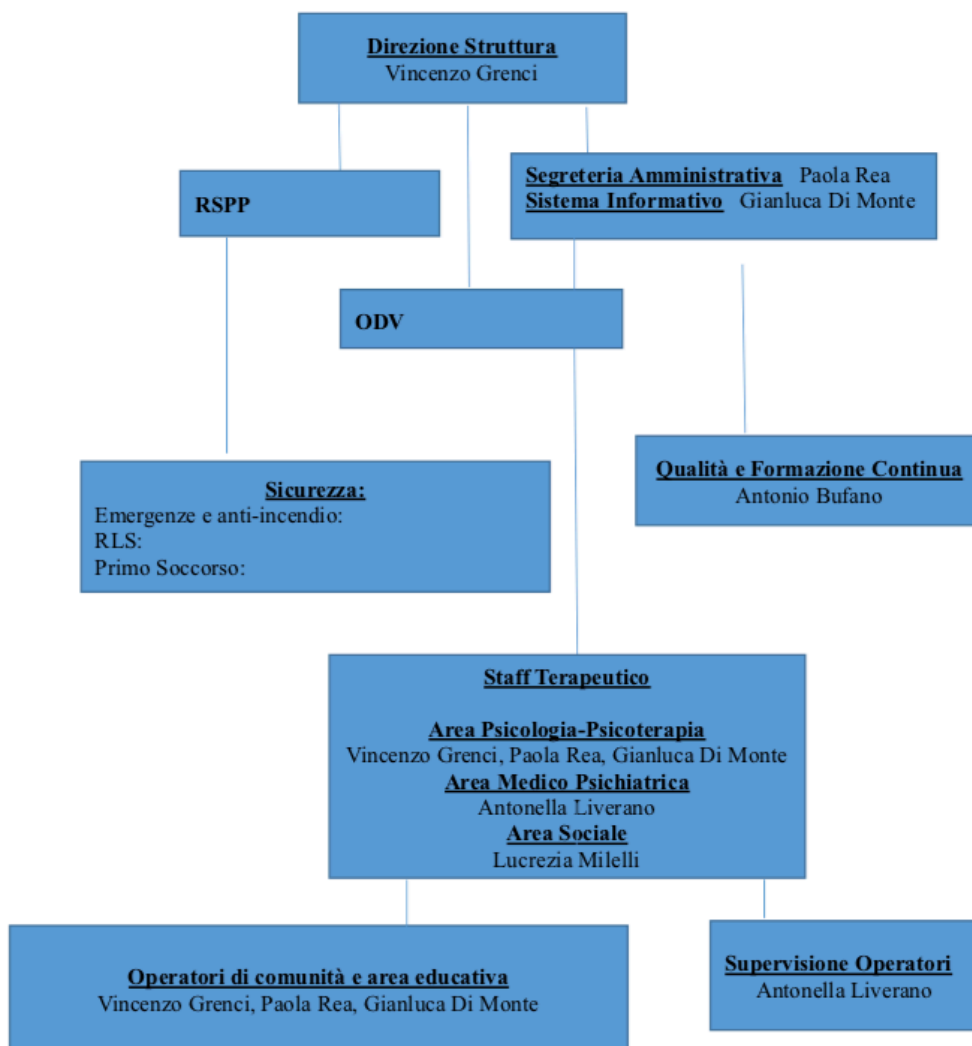 Direzione Struttura
Vincenzo Grenci
Segreteria Amministrativa Paola Rea
Sistema Informativo Gianluca Di Monte
RSPP
ODV
Qualità e Formazione Continua
Antonio Bufano
Sicurezza:
Emergenze e anti-incendio:
RLS:
Primo Soccorso:
Staff Terapeutico
Area Psicologia-Psicoterapia
Vincenzo Grenci, Paola Rea, Gianluca Di Monte
Area Medico Psichiatrica
Antonella Liverano
Area Sociale
Lucrezia Milelli
Operatori di comunità e area educativa
Vincenzo Grenci, Paola Rea, Gianluca Di Monte
Supervisione Operatori
Antonella Liverano